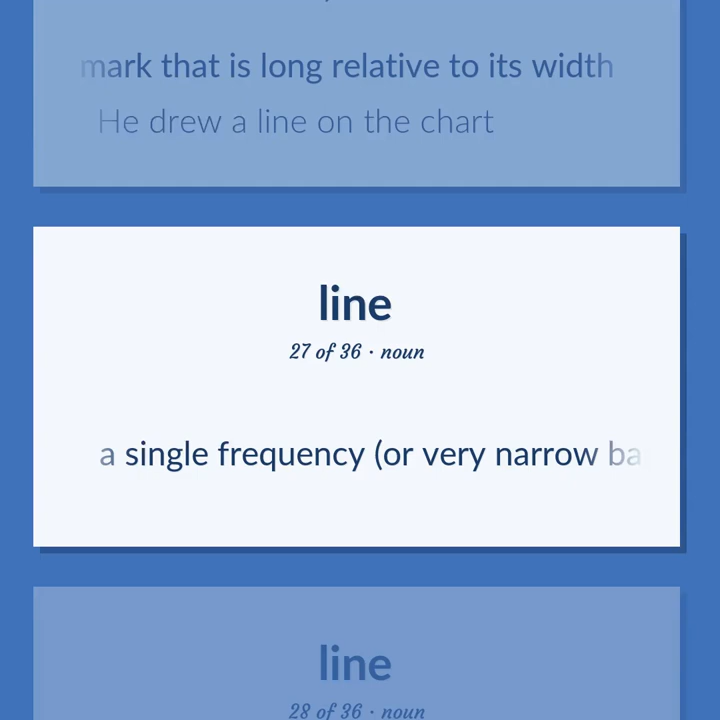 mark that is long relative to its width
He drew a line on the chart
line
27 of 36 · noun
a single frequency (or very narrow ba
line
28 of 36 · noun